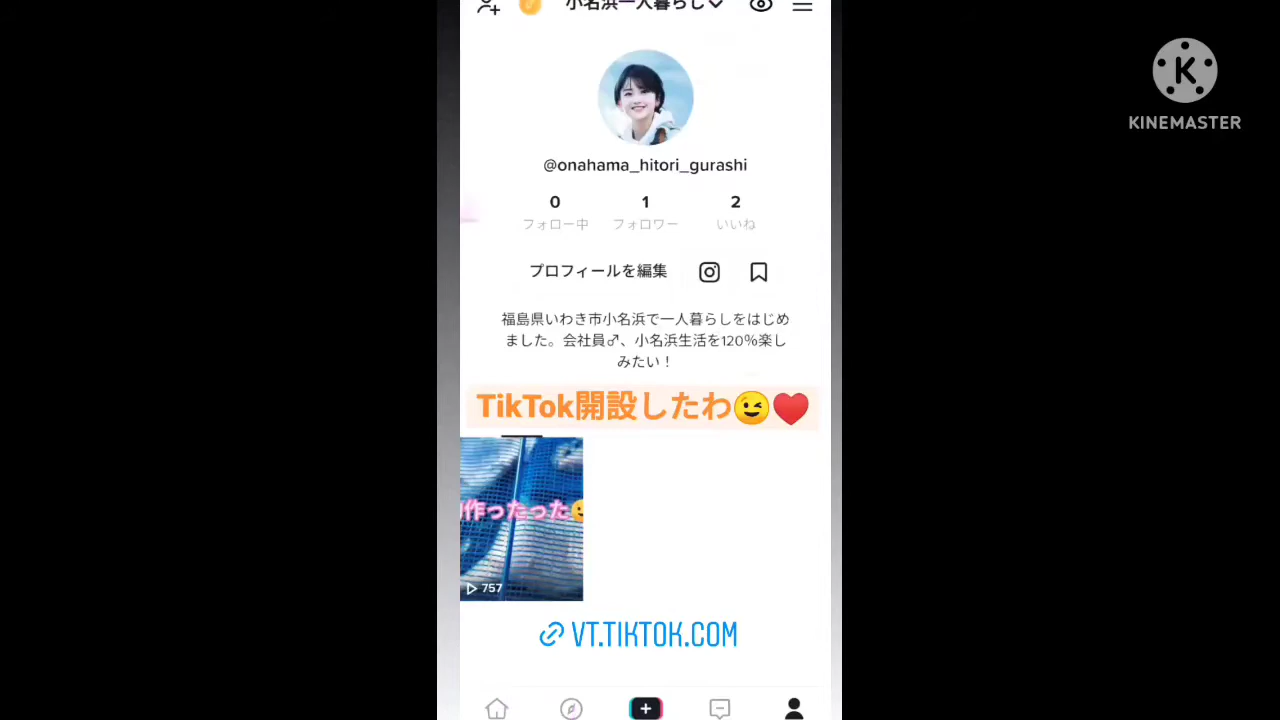 小名浜一人暮らし
KINEMASTER
@onahama_hitori_gurashi
0 1 2
フォロー中 フォロワー いいね
プロフィールを編集
福島県いわき市小名浜で一人暮らしをはじめ
ました。会社員♂、小名浜生活を120%楽し
みたい！
TikTok開設したわ😉♥️
作ったった
757
VT.TIKTOK.COM